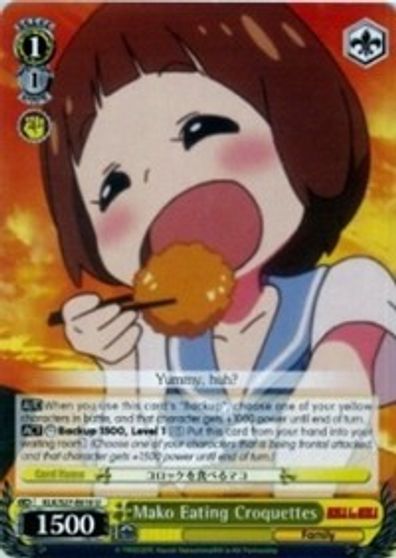 1
1
Yummy, huh?
AUTO When you use this card's "Backup", choose one of your yellow
characters in battle, and that character gets +1000 power until end of turn.
ACT Backup 1500, Level 1 [Put this card from your hand into your
waiting room] (Choose one of your characters that is being frontal attacked,
and that character gets +1500 power until end of turn.)
Card Name
コロッケを食べるマコ
1500
Mako Eating Croquettes
Family